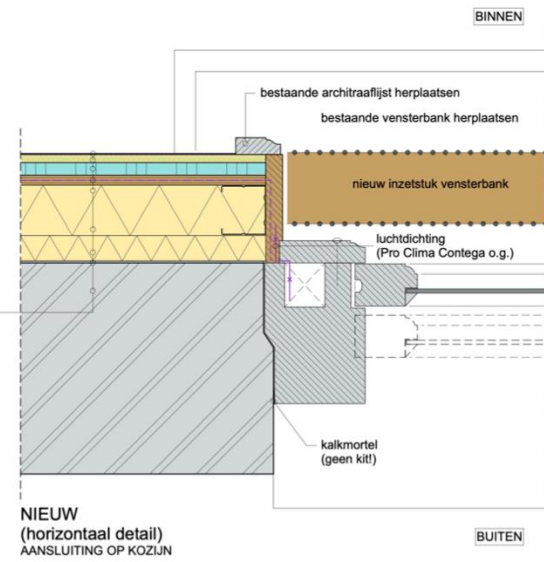 BINNEN
bestaande architraaflijst herplaatsen
bestaande vensterbank herplaatsen
nieuw inzetstuk vensterbank
luchtdichting
(Pro Clima Contega o.g.)
kalkmortel
(geen kit!)
NIEUW
(horizontaal detail)
AANSLUITING OP KOZIJN
BUITEN